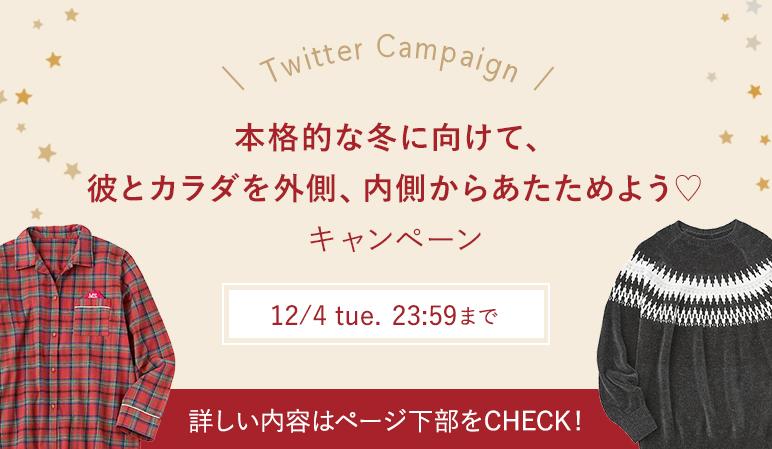 Twitter Campaign
本格的な冬に向けて、
彼とカラダを外側、内側からあたためよう♡
キャンペーン
12/4 tue. 23:59まで
詳しい内容はページ下部をCHECK!